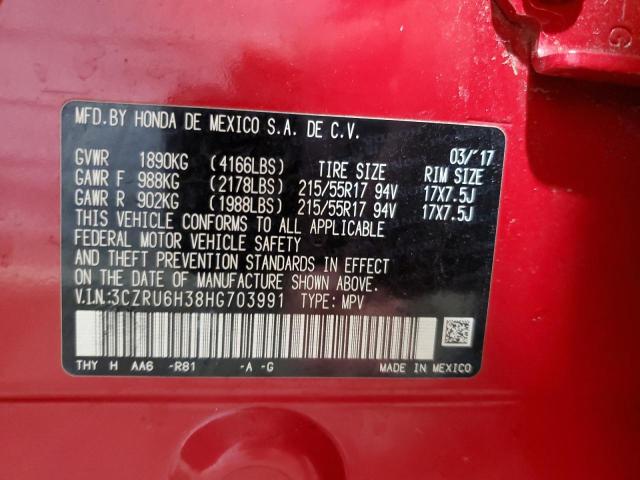 MFD.BY HONDA DE MEXICO S.A. DE C.V.
03/'17
GVWR 1890KG (4166LBS) TIRE SIZE RIM SIZE
GAWR F 988KG (2178LBS) 215/55R17 94V 17X7.5J
GAWR R 902KG (1988LBS) 215/55R17 94V 17X7.5J
THIS VEHICLE CONFORMS TO ALL APPLICABLE
FEDERAL MOTOR VEHICLE SAFETY
AND THEFT PREVENTION STANDARDS IN EFFECT
ON THE DATE OF MANUFACTURE SHOWN ABOVE.
V.I.N.:3CZRU6H38HG703991 TYPE: MPV
THY H AA6 -R81 -A -G MADE IN MEXICO